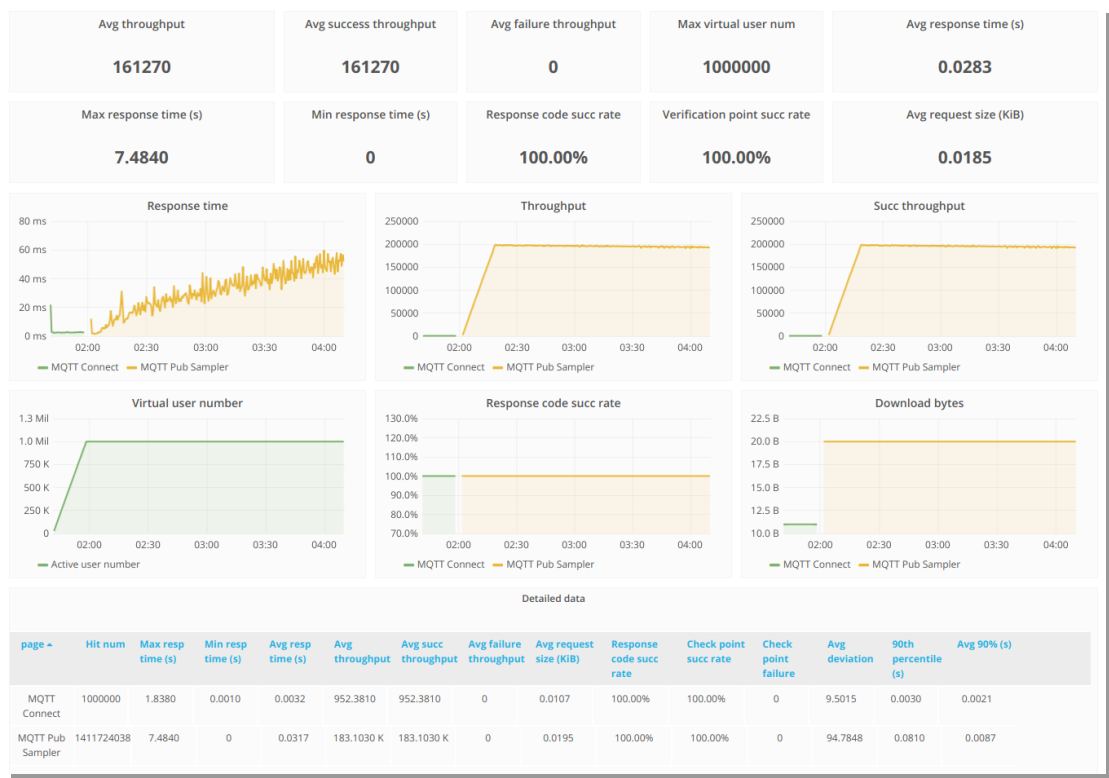 Avg throughput
161270
Avg success throughput
161270
Avg failure throughput
0
Max virtual user num
1000000
Avg response time (s)
0.0283
Max response time (s)
7.4840
Min response time (s)
0
Response code succ rate
100.00%
Verification point succ rate
100.00%
Avg request size (KiB)
0.0185
Response time
80 ms
60 ms
40 ms
20 ms
0 ms
02:00 02:30 03:00 03:30 04:00
MQTT Connect MQTT Pub Sampler
Throughput
250000
200000
150000
100000
50000
0
02:00 02:30 03:00 03:30 04:00
MQTT Connect MQTT Pub Sampler
Succ throughput
250000
200000
150000
100000
50000
0
02:00 02:30 03:00 03:30 04:00
MQTT Connect MQTT Pub Sampler
Virtual user number
1.3 Mil
1.0 Mil
750 K
500 K
250 K
0
02:00 02:30 03:00 03:30 04:00
Active user number
Response code succ rate
130.0%
120.0%
110.0%
100.0%
90.0%
80.0%
70.0%
02:00 02:30 03:00 03:30 04:00
MQTT Connect MQTT Pub Sampler
Download bytes
22.5 B
20.0 B
17.5 B
15.0 B
12.5 B
10.0 B
02:00 02:30 03:00 03:30 04:00
MQTT Connect MQTT Pub Sampler
Detailed data
page Hit num Max resp time (s) Min resp time (s) Avg resp time (s) Avg throughput Avg succ throughput Avg failure throughput Avg request size (KiB) Response code succ rate Check point succ rate Check point failure Avg deviation 90th percentile (s) Avg 90% (s)
MQTT Connect 1000000 1.8380 0.0010 0.0032 952.3810 952.3810 0 0.0107 100.00% 100.00% 0 9.5015 0.0030 0.0021
MQTT Pub Sampler 1411724038 7.4840 0 0.0317 183.1030 K 183.1030 K 0 0.0195 100.00% 100.00% 0 94.7848 0.0810 0.0087